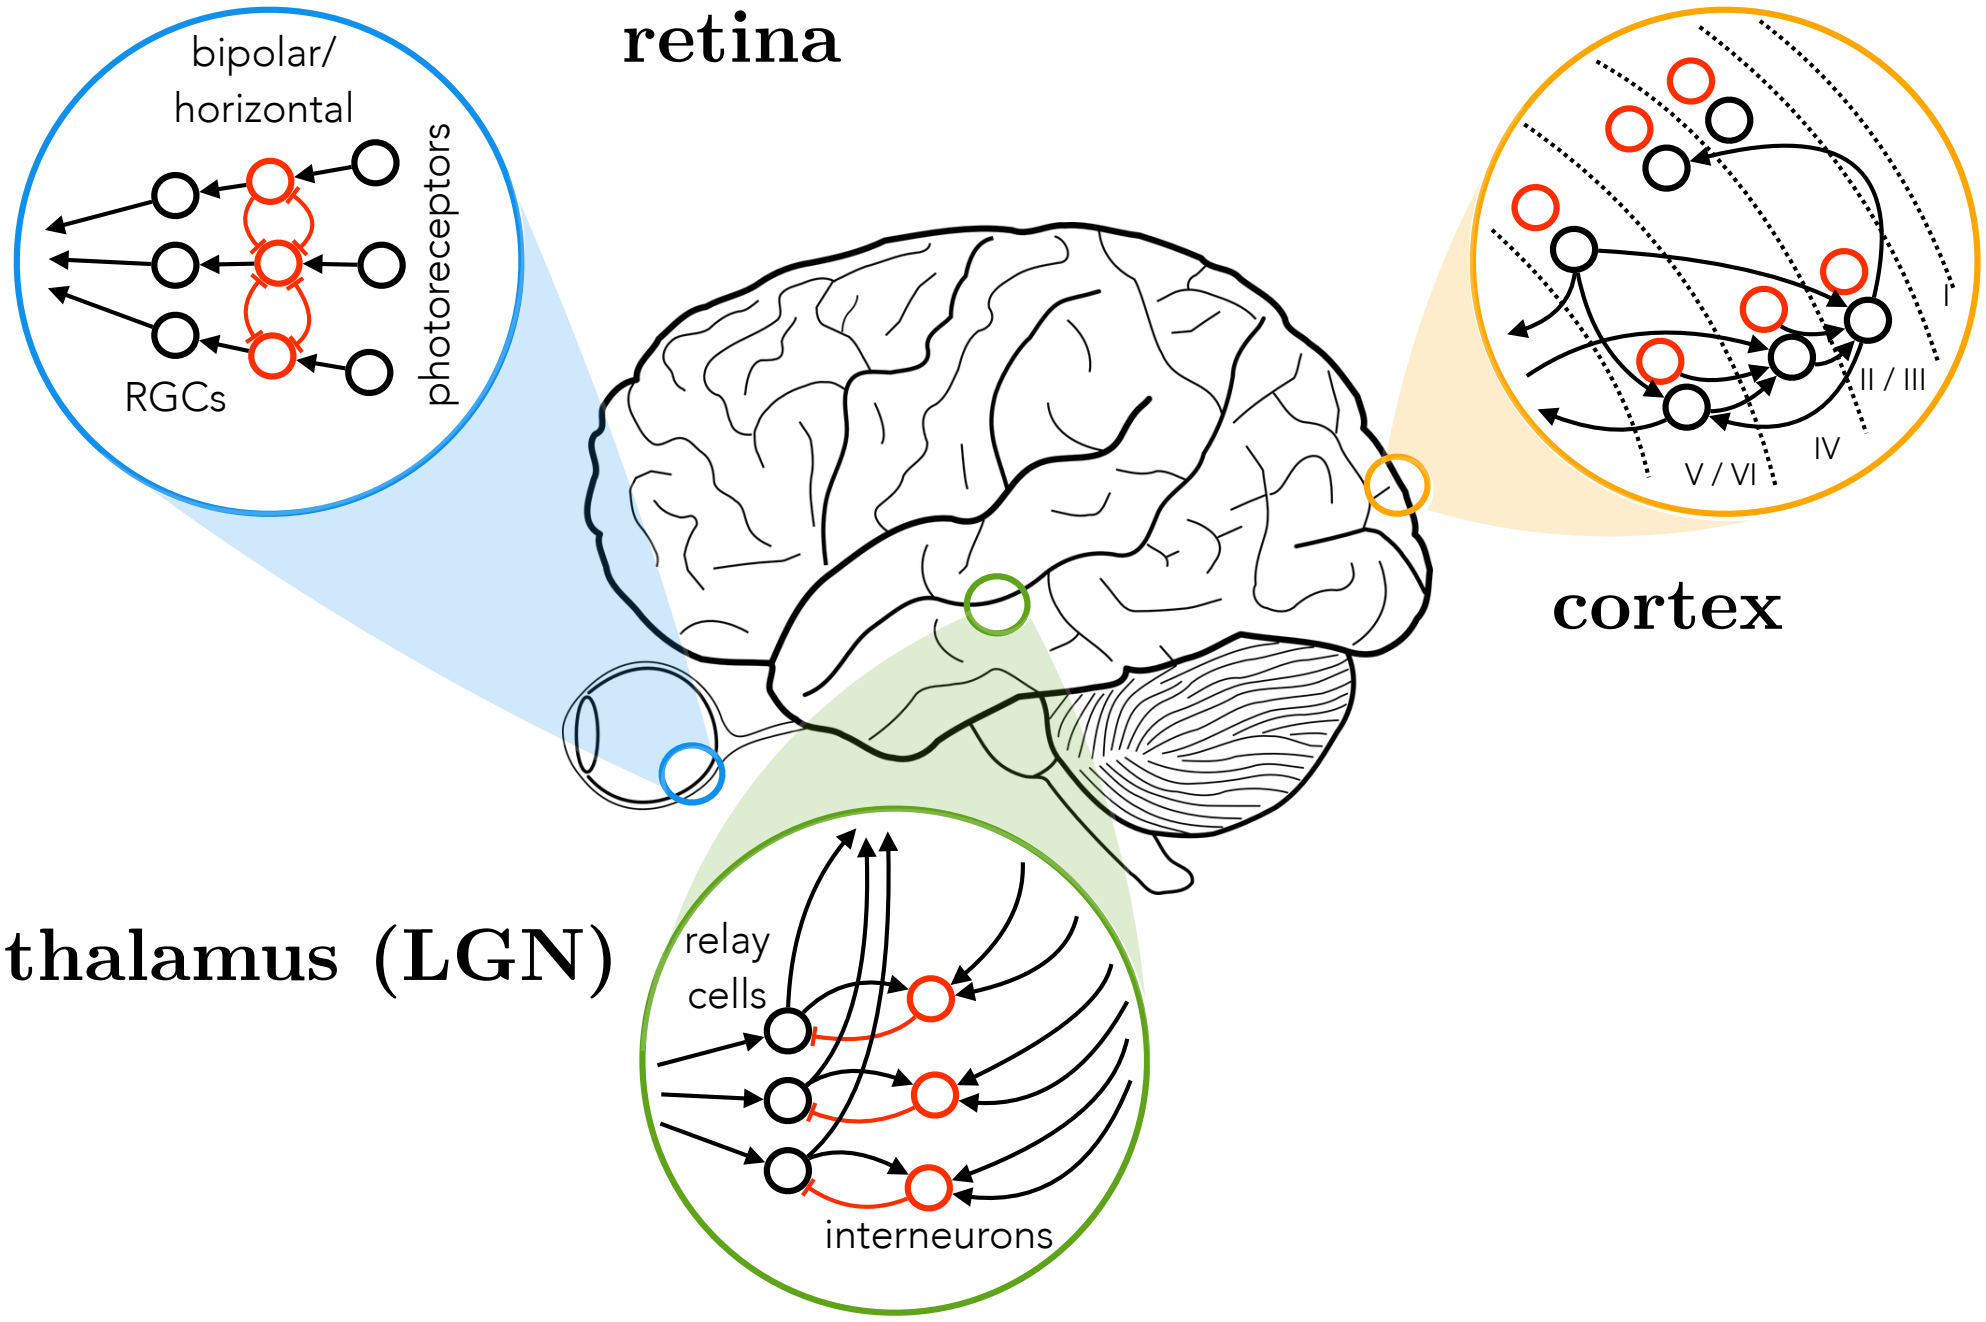 retina
bipolar/
horizontal
photoreceptors
RGCs
I
II / III
IV
V / VI
cortex
thalamus (LGN)
relay
cells
interneurons